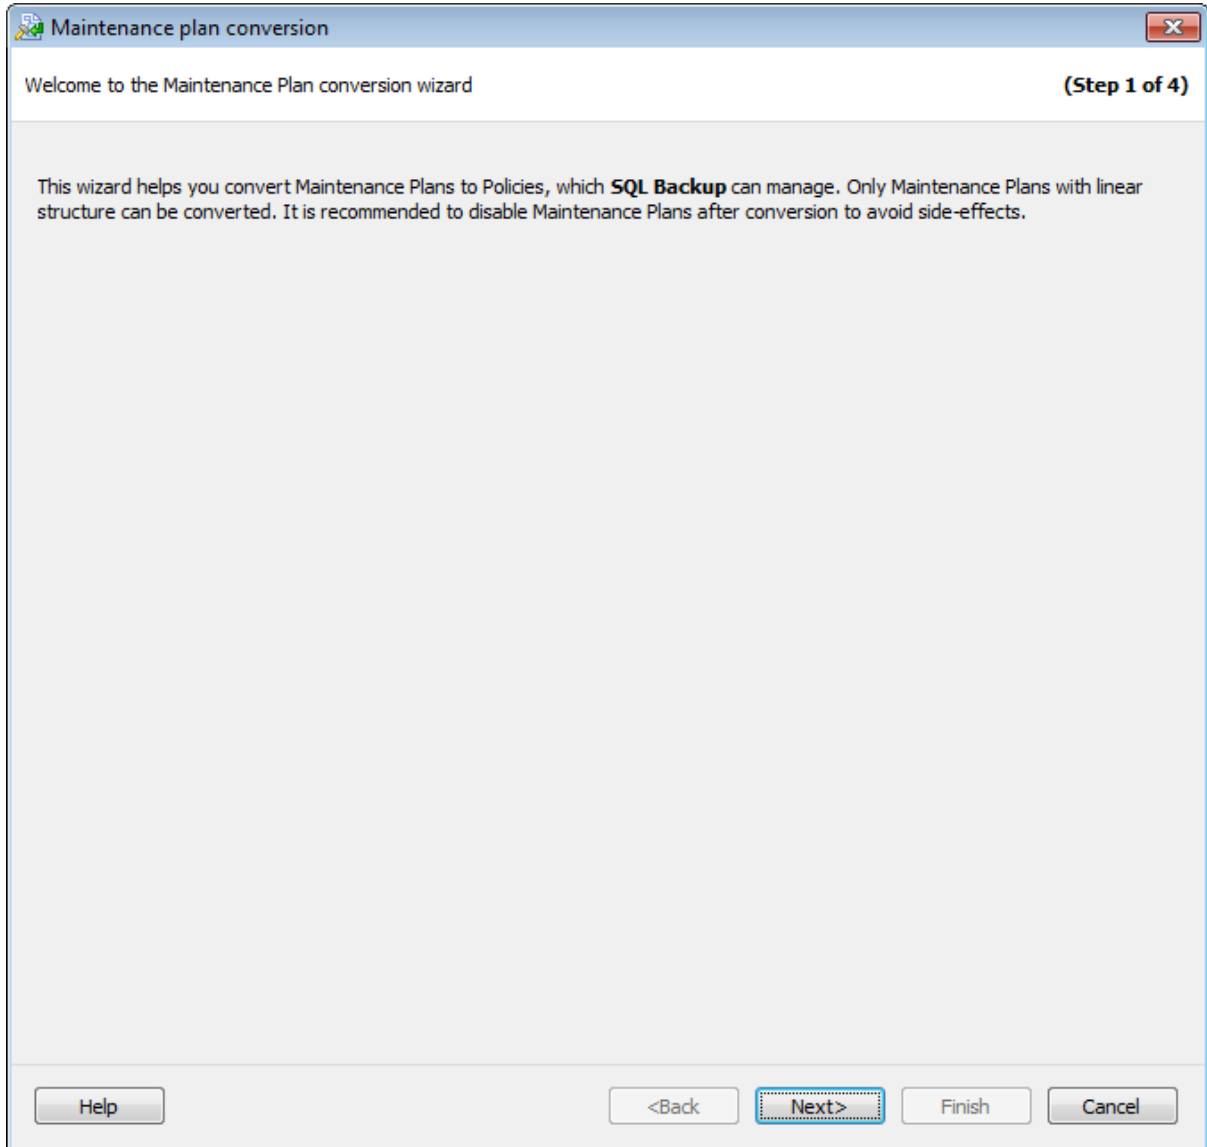 Maintenance plan conversion
Welcome to the Maintenance Plan conversion wizard (Step 1 of 4)
This wizard helps you convert Maintenance Plans to Policies, which SQL Backup can manage. Only Maintenance Plans with linear
structure can be converted. It is recommended to disable Maintenance Plans after conversion to avoid side-effects.
Help <Back Next> Finish Cancel